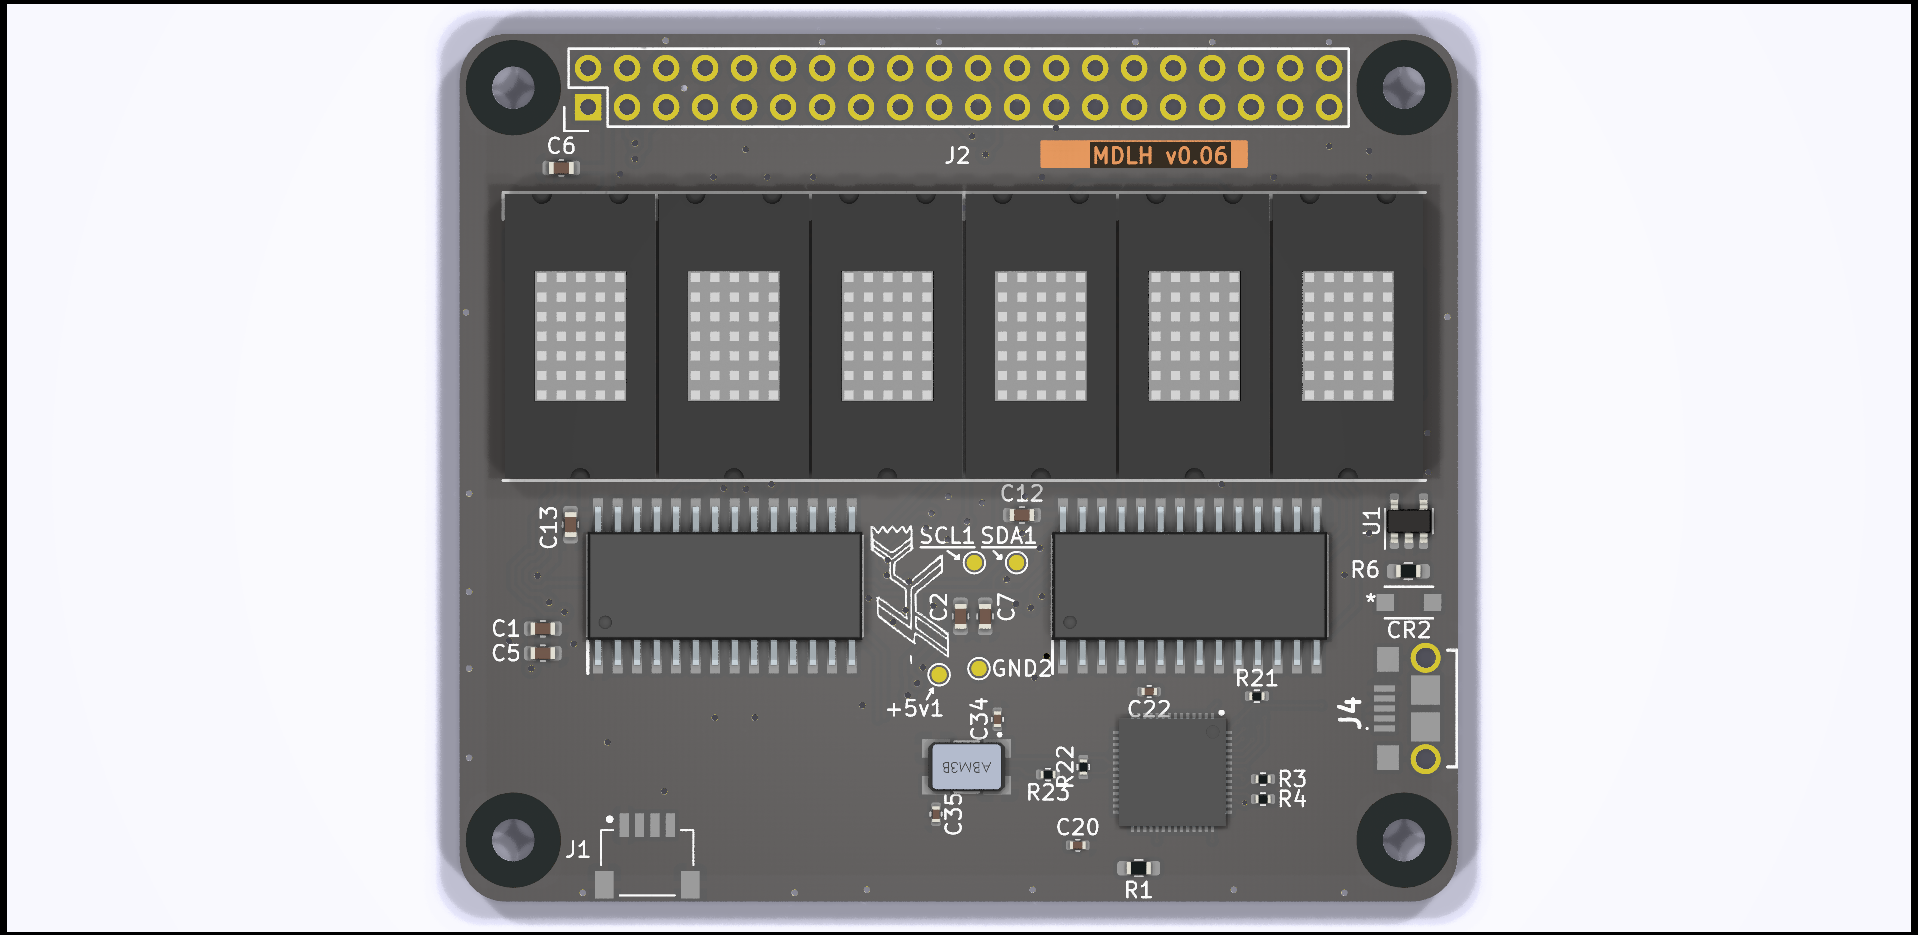 C6
J2
MDLH v0.06
C12
C13
U1
SCL1
SDA1
R6
*
C2
C7
C1
C5
CR2
GND2
R21
+5v1
C22
C34
J4
ABM3B
R22
R23
R3
R4
C35
C20
J1
R1